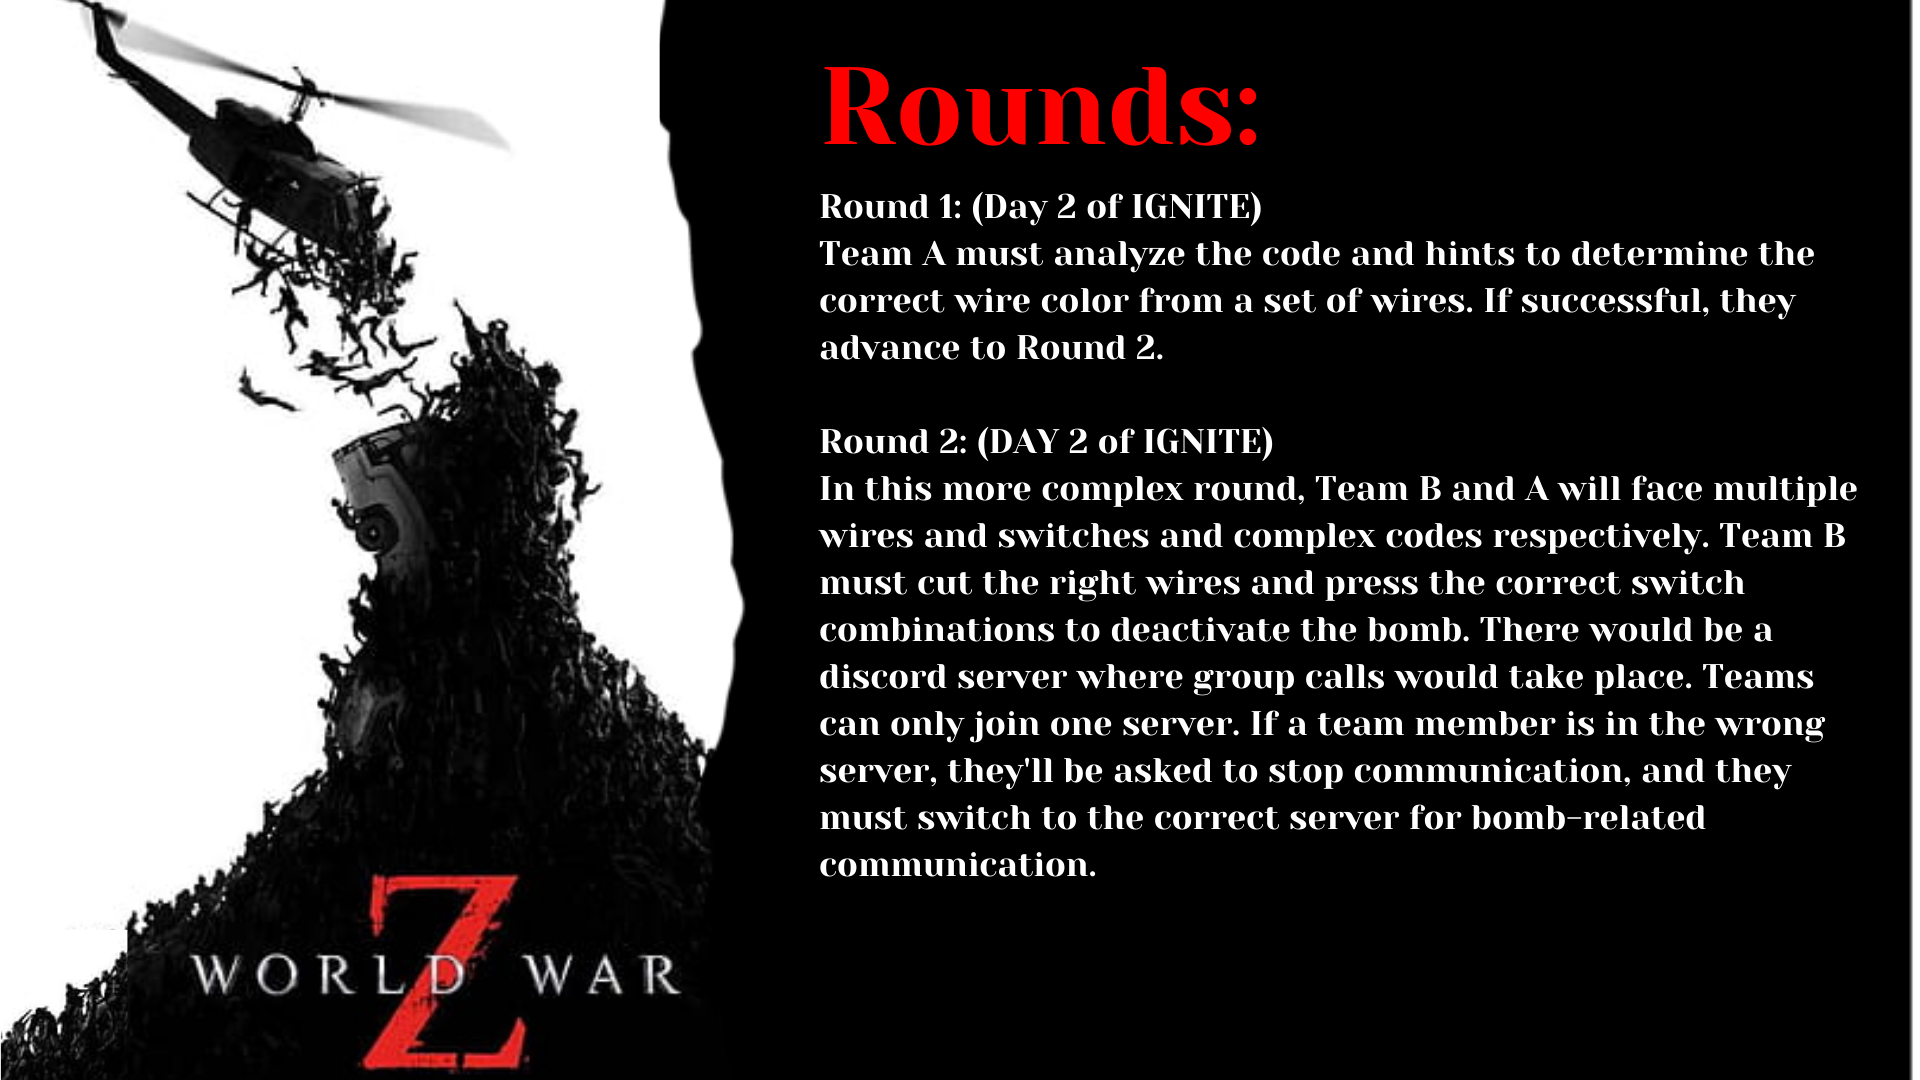 Rounds:
Round 1: (Day 2 of IGNITE)
Team A must analyze the code and hints to determine the
correct wire color from a set of wires. If successful, they
advance to Round 2.
Round 2: (DAY 2 of IGNITE)
In this more complex round, Team B and A will face multiple
wires and switches and complex codes respectively. Team B
must cut the right wires and press the correct switch
combinations to deactivate the bomb. There would be a
discord server where group calls would take place. Teams
can only join one server. If a team member is in the wrong
server, they'll be asked to stop communication, and they
must switch to the correct server for bomb-related
communication.
WORLD WAR
Z